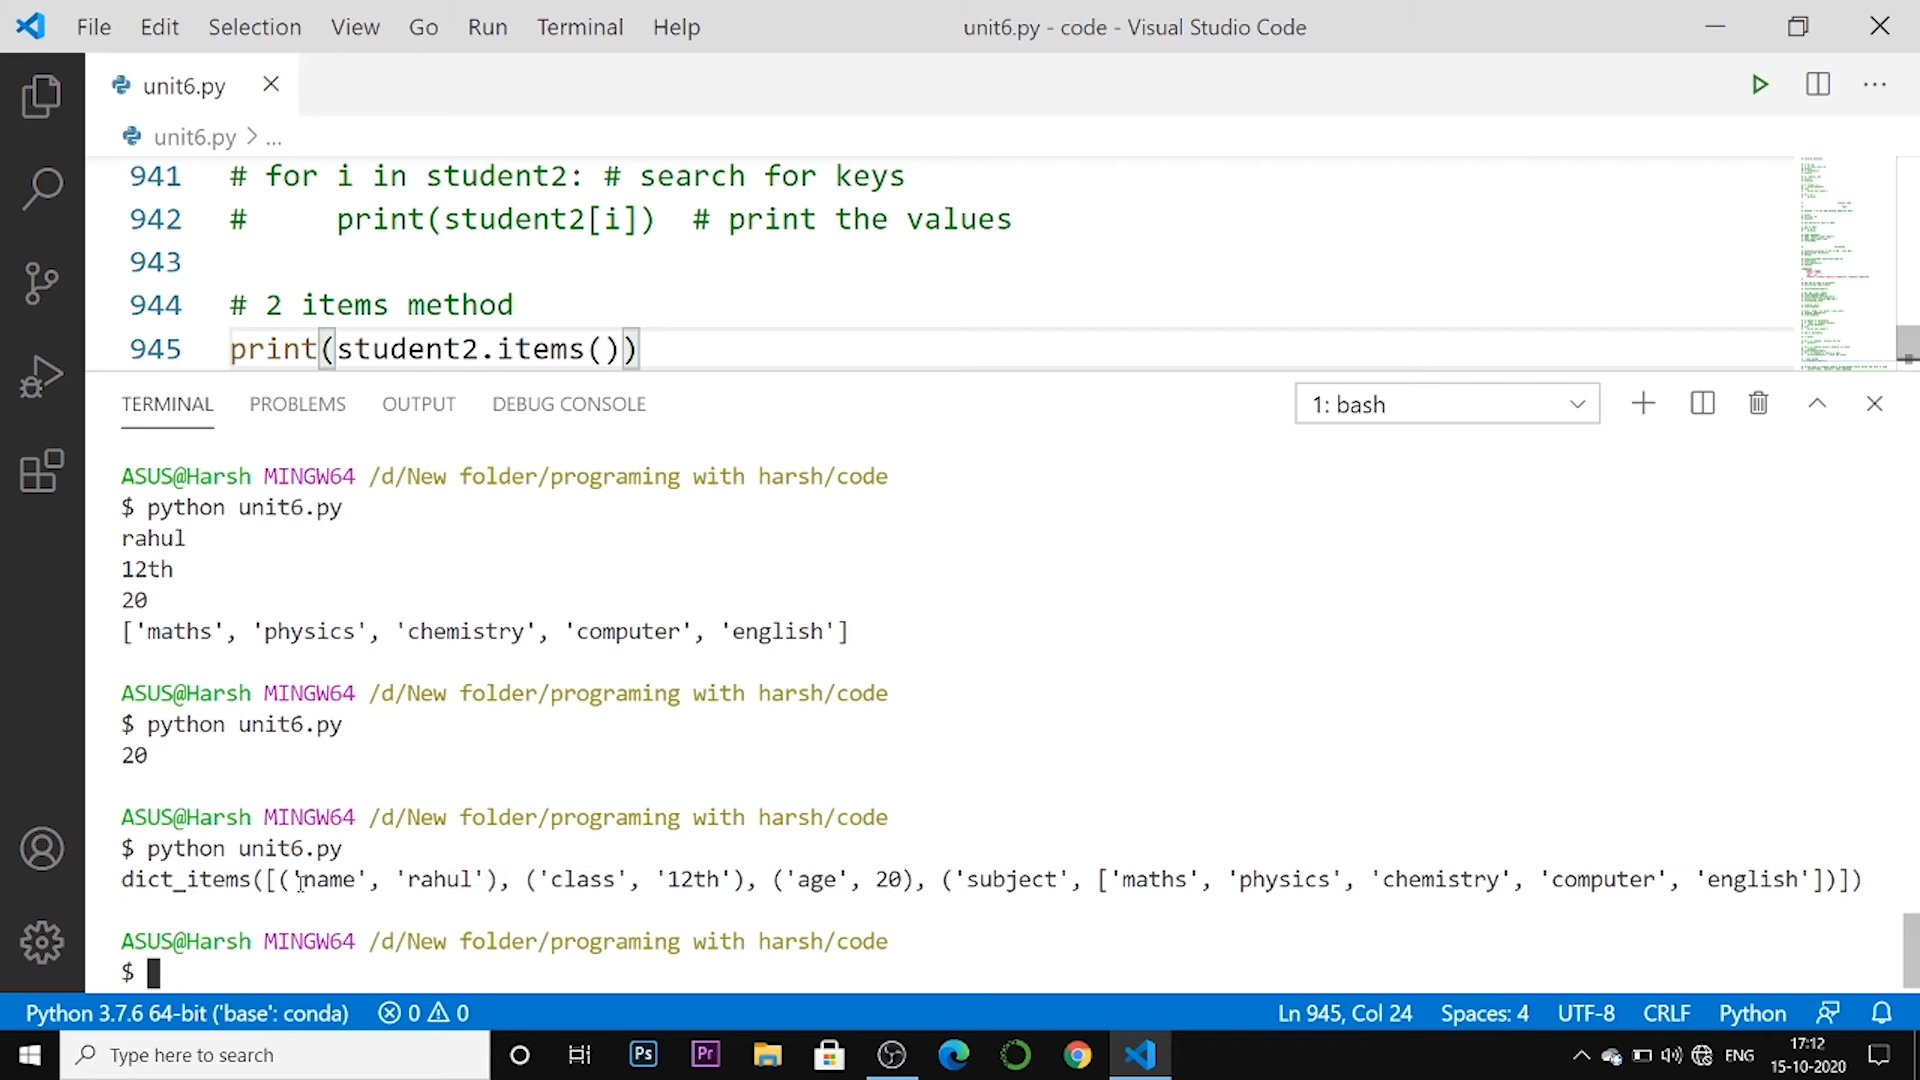 File Edit Selection View Go Run Terminal Help unit6.py - code - Visual Studio Code
unit6.py
unit6.py > ...
941 # for i in student2: # search for keys
942 #     print(student2[i])  # print the values
943
944 # 2 items method
945 print(student2.items())
TERMINAL PROBLEMS OUTPUT DEBUG CONSOLE 1: bash
ASUS@Harsh MINGW64 /d/New folder/programing with harsh/code
$ python unit6.py
rahul
12th
20
['maths', 'physics', 'chemistry', 'computer', 'english']
ASUS@Harsh MINGW64 /d/New folder/programing with harsh/code
$ python unit6.py
20
ASUS@Harsh MINGW64 /d/New folder/programing with harsh/code
$ python unit6.py
dict_items([('name', 'rahul'), ('class', '12th'), ('age', 20), ('subject', ['maths', 'physics', 'chemistry', 'computer', 'english'])])
ASUS@Harsh MINGW64 /d/New folder/programing with harsh/code
$
Python 3.7.6 64-bit ('base': conda) 0 0 Ln 945, Col 24 Spaces: 4 UTF-8 CRLF Python
Type here to search Ps Pr ENG 17:12
15-10-2020